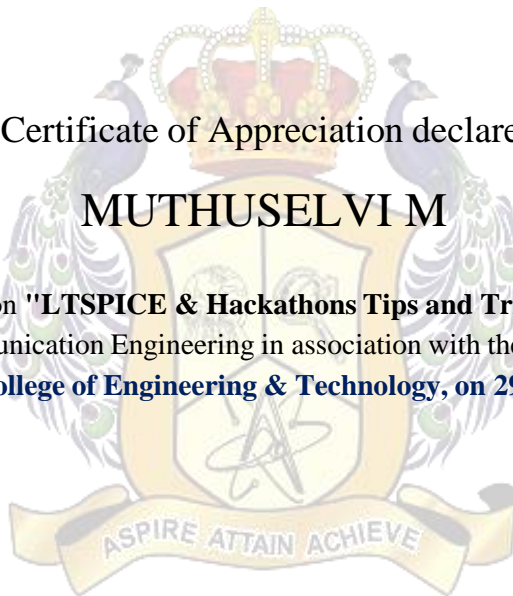 Certificate of Appreciation declare
MUTHUSELVI M
on "LTSPICE & Hackathons Tips and Tr
unication Engineering in association with the
ollege of Engineering & Technology, on 29
ASPIRE ATTAIN ACHIEVE